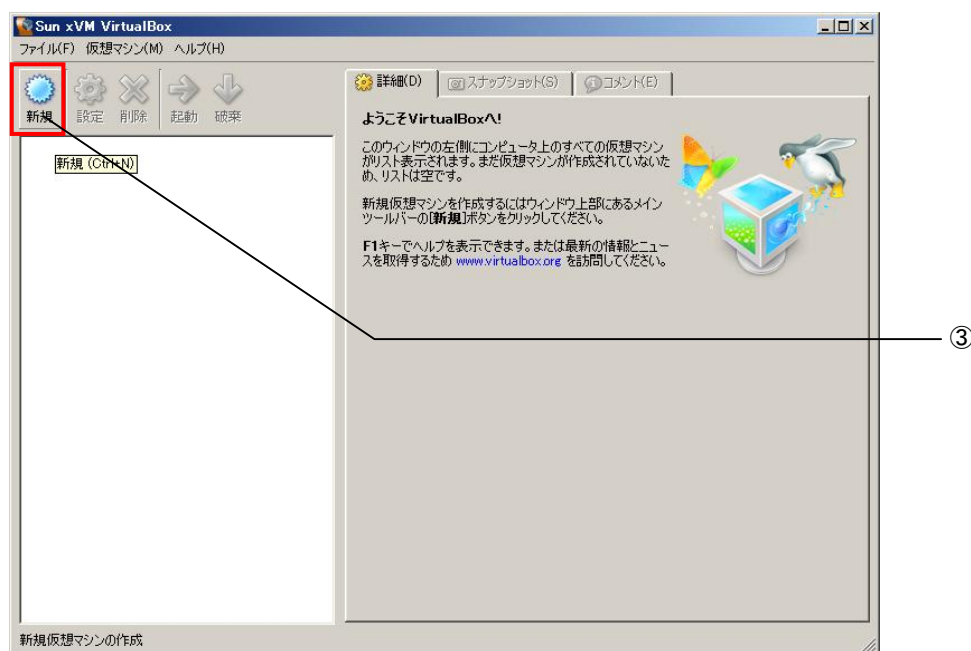 Sun xVM VirtualBox
ファイル(F) 仮想マシン(M) ヘルプ(H)
新規 設定 削除 起動 破棄
新規 (Ctrl+N)
詳細(D) スナップショット(S) コメント(E)
ようこそVirtualBoxへ!
このウィンドウの左側にコンピュータ上のすべての仮想マシン
がリスト表示されます。まだ仮想マシンが作成されていないた
め、リストは空です。
新規仮想マシンを作成するにはウィンドウ上部にあるメイン
ツールバーの[新規]ボタンをクリックしてください。
F1キーでヘルプを表示できます。または最新の情報とニュー
スを取得するため www.virtualbox.org を訪問してください。
③
新規仮想マシンの作成